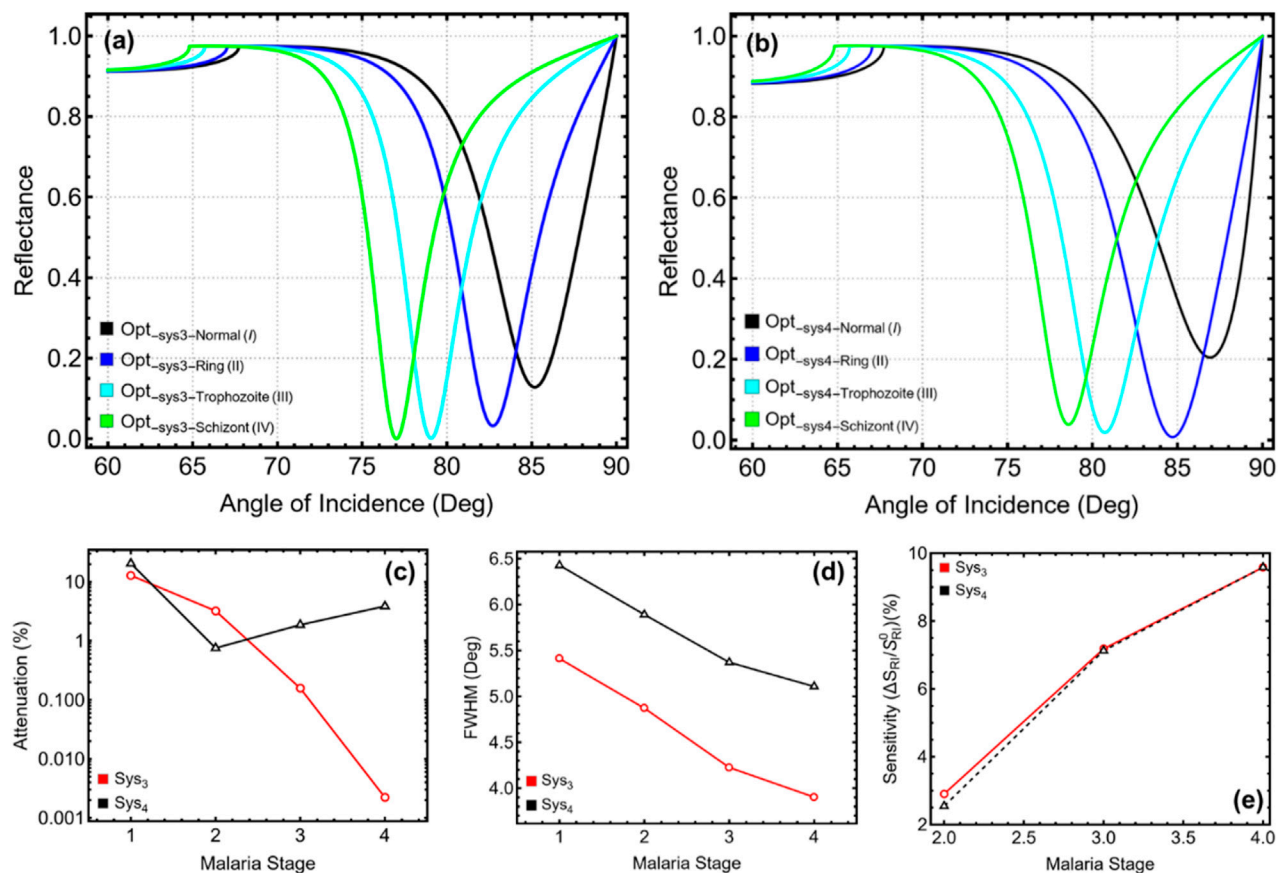 (a)
1.0
0.8
0.6
0.4
0.2
0.0
Reflectance
Opt-sys3-Normal (I)
Opt-sys3-Ring (II)
Opt-sys3-Trophozoite (III)
Opt-sys3-Schizont (IV)
60 65 70 75 80 85 90
Angle of Incidence (Deg)
(b)
1.0
0.8
0.6
0.4
0.2
0.0
Reflectance
Opt-sys4-Normal (I)
Opt-sys4-Ring (II)
Opt-sys4-Trophozoite (III)
Opt-sys4-Schizont (IV)
60 65 70 75 80 85 90
Angle of Incidence (Deg)
(c)
10
1
0.100
0.010
0.001
Attenuation (%)
Sys3
Sys4
1 2 3 4
Malaria Stage
(d)
6.5
6.0
5.5
5.0
4.5
4.0
FWHM (Deg)
Sys3
Sys4
1 2 3 4
Malaria Stage
10
8
6
4
2
Sensitivity (ΔS_RI/S⁰_RI)(%)
Sys3
Sys4
(e)
2.0 2.5 3.0 3.5 4.0
Malaria Stage